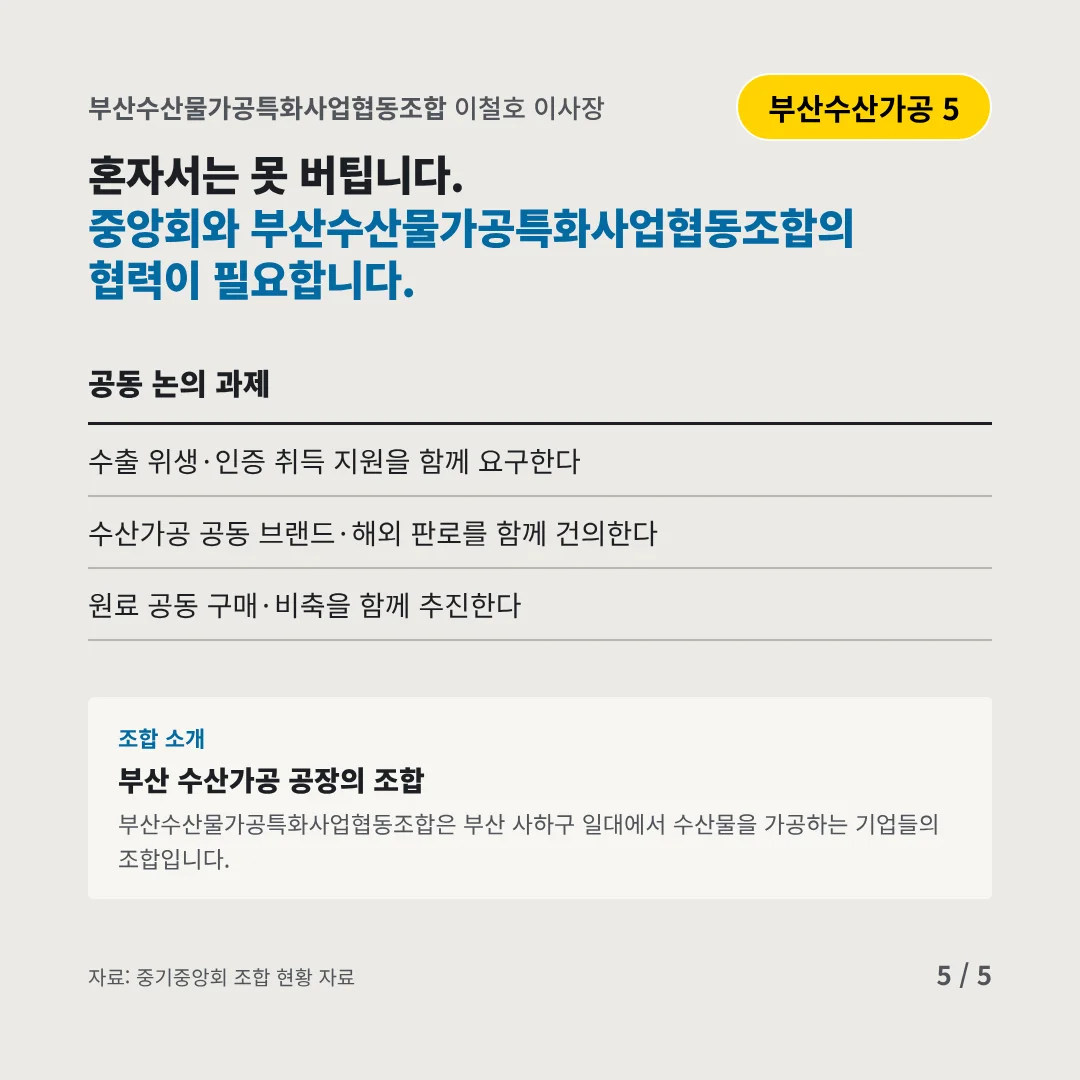 부산수산물가공특화사업협동조합 이철호 이사장
부산수산가공 5
혼자서는 못 버팁니다.
중앙회와 부산수산물가공특화사업협동조합의
협력이 필요합니다.
공동 논의 과제
수출 위생·인증 취득 지원을 함께 요구한다
수산가공 공동 브랜드·해외 판로를 함께 건의한다
원료 공동 구매·비축을 함께 추진한다
조합 소개
부산 수산가공 공장의 조합
부산수산물가공특화사업협동조합은 부산 사하구 일대에서 수산물을 가공하는 기업들의
조합입니다.
자료: 중기중앙회 조합 현황 자료
5 / 5